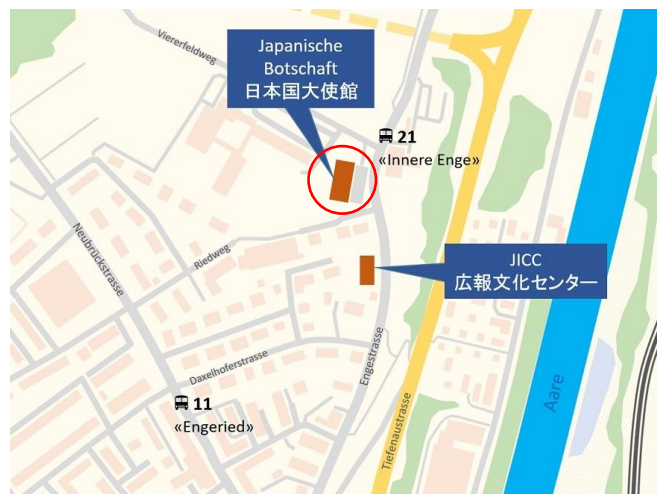 Japanische
Botschaft
日本国大使館
Viererfeldweg
21
«Innere Enge»
JICC
広報文化センター
Neubrückstrasse
Riedweg
Engestrasse
Daxelhoferstrasse
11
«Engeried»
Tiefenaustrasse
Aare